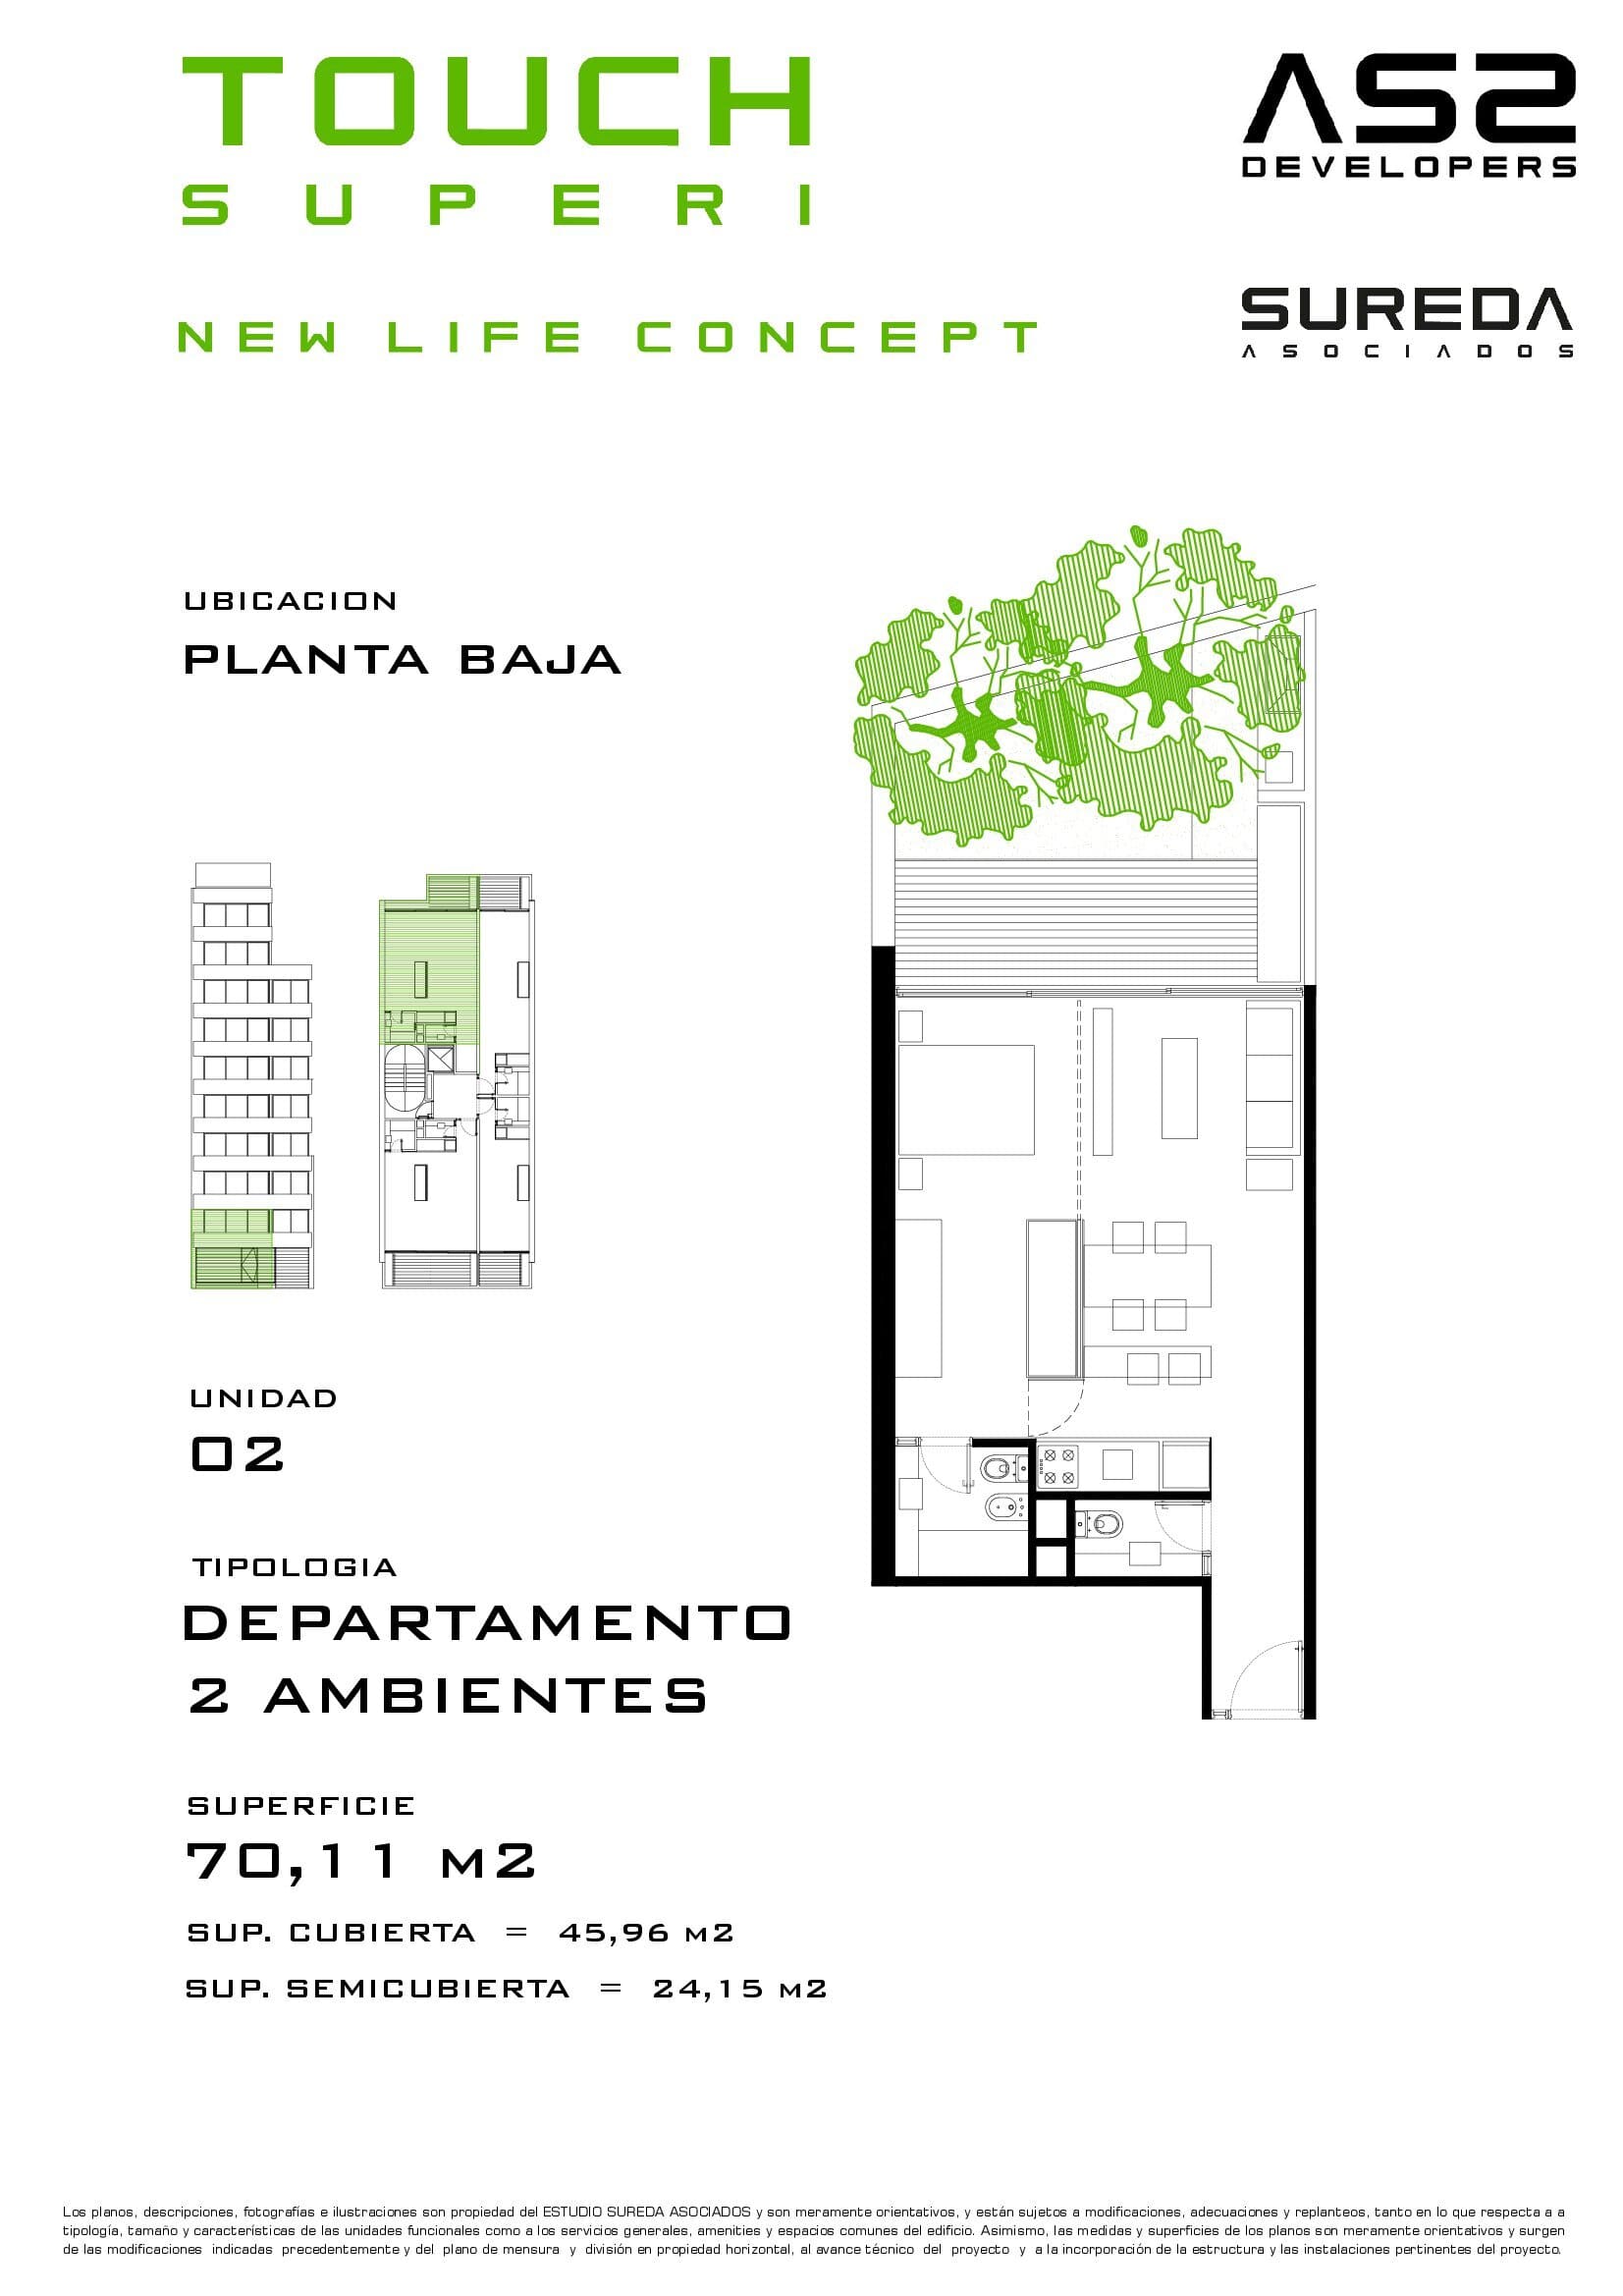 TOUCH
SUPERI
NEW LIFE CONCEPT
AS2
DEVELOPERS
SUREDA
ASOCIADOS
UBICACION
PLANTA BAJA
UNIDAD
02
TIPOLOGIA
DEPARTAMENTO
2 AMBIENTES
SUPERFICIE
70,11 M2
SUP. CUBIERTA = 45,96 M2
SUP. SEMICUBIERTA = 24,15 M2
Los planos, descripciones, fotografías e ilustraciones son propiedad del ESTUDIO SUREDA ASOCIADOS y son meramente orientativos, y están sujetos a modificaciones, adecuaciones y replanteos, tanto en lo que respecta a a
tipología, tamaño y características de las unidades funcionales como a los servicios generales, amenities y espacios comunes del edificio. Asimismo, las medidas y superficies de los planos son meramente orientativos y surgen
de las modificaciones indicadas precedentemente y del plano de mensura y división en propiedad horizontal, al avance técnico del proyecto y a la incorporación de la estructura y las instalaciones pertinentes del proyecto.